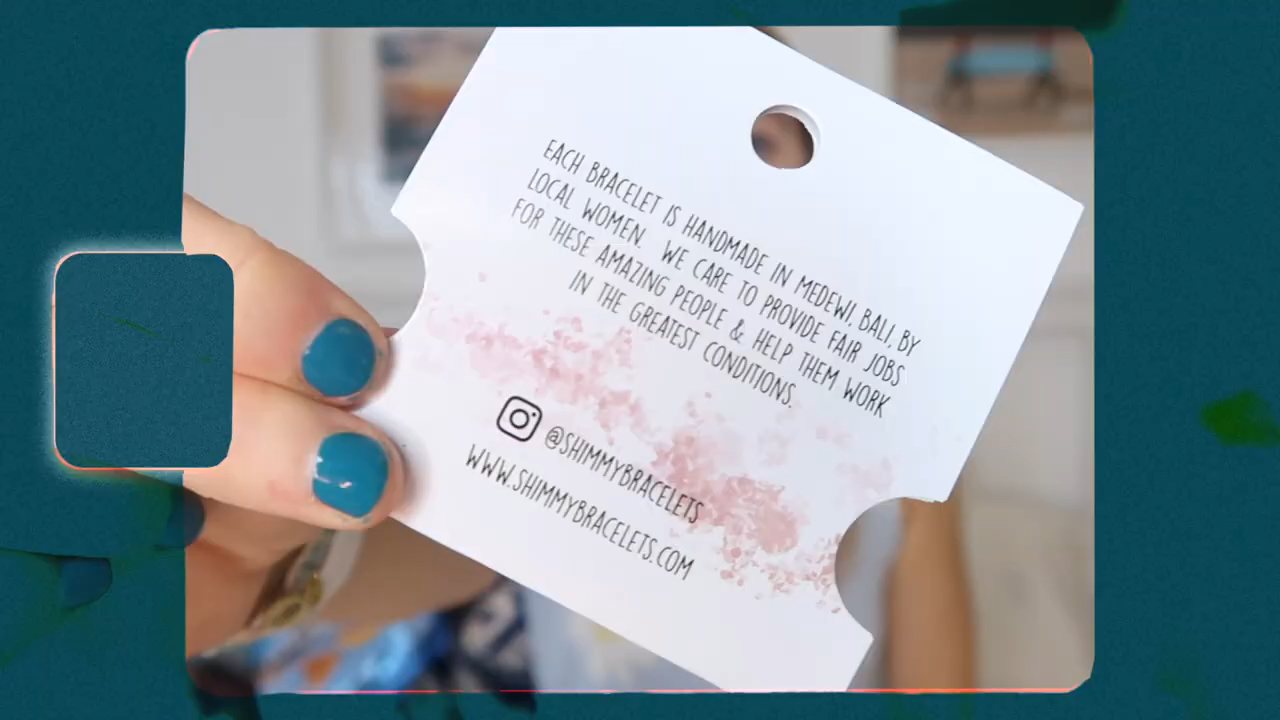 EACH BRACELET IS HANDMADE IN MEDEWI, BALI, BY
LOCAL WOMEN. WE CARE TO PROVIDE FAIR JOBS
FOR THESE AMAZING PEOPLE & HELP THEM WORK
IN THE GREATEST CONDITIONS.
@SHIMMYBRACELETS
WWW.SHIMMYBRACELETS.COM